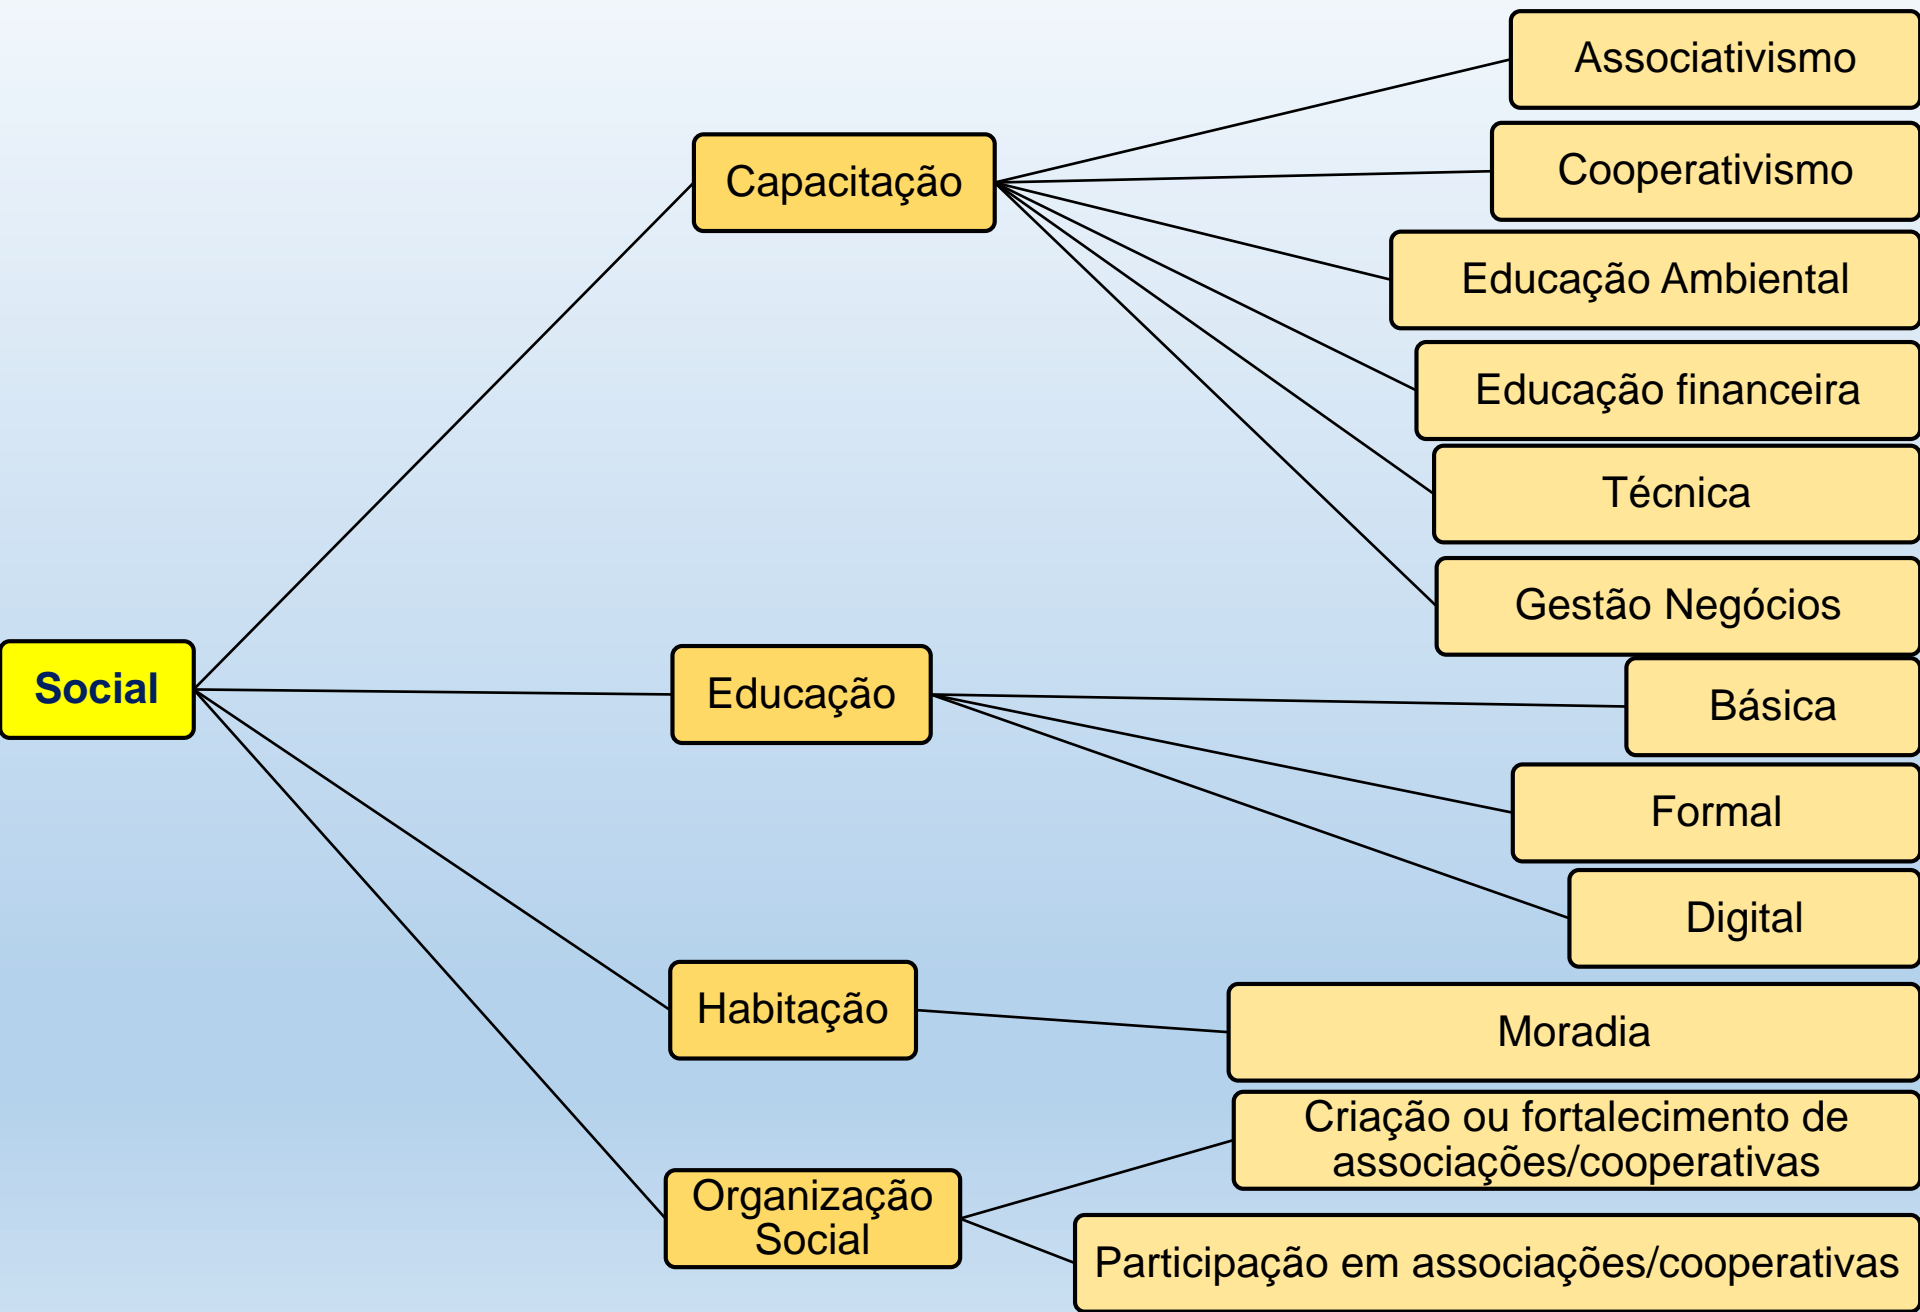 Social
Capacitação
Associativismo
Cooperativismo
Educação Ambiental
Educação financeira
Técnica
Gestão Negócios
Educação
Básica
Formal
Digital
Habitação
Moradia
Organização
Social
Criação ou fortalecimento de
associações/cooperativas
Participação em associações/cooperativas